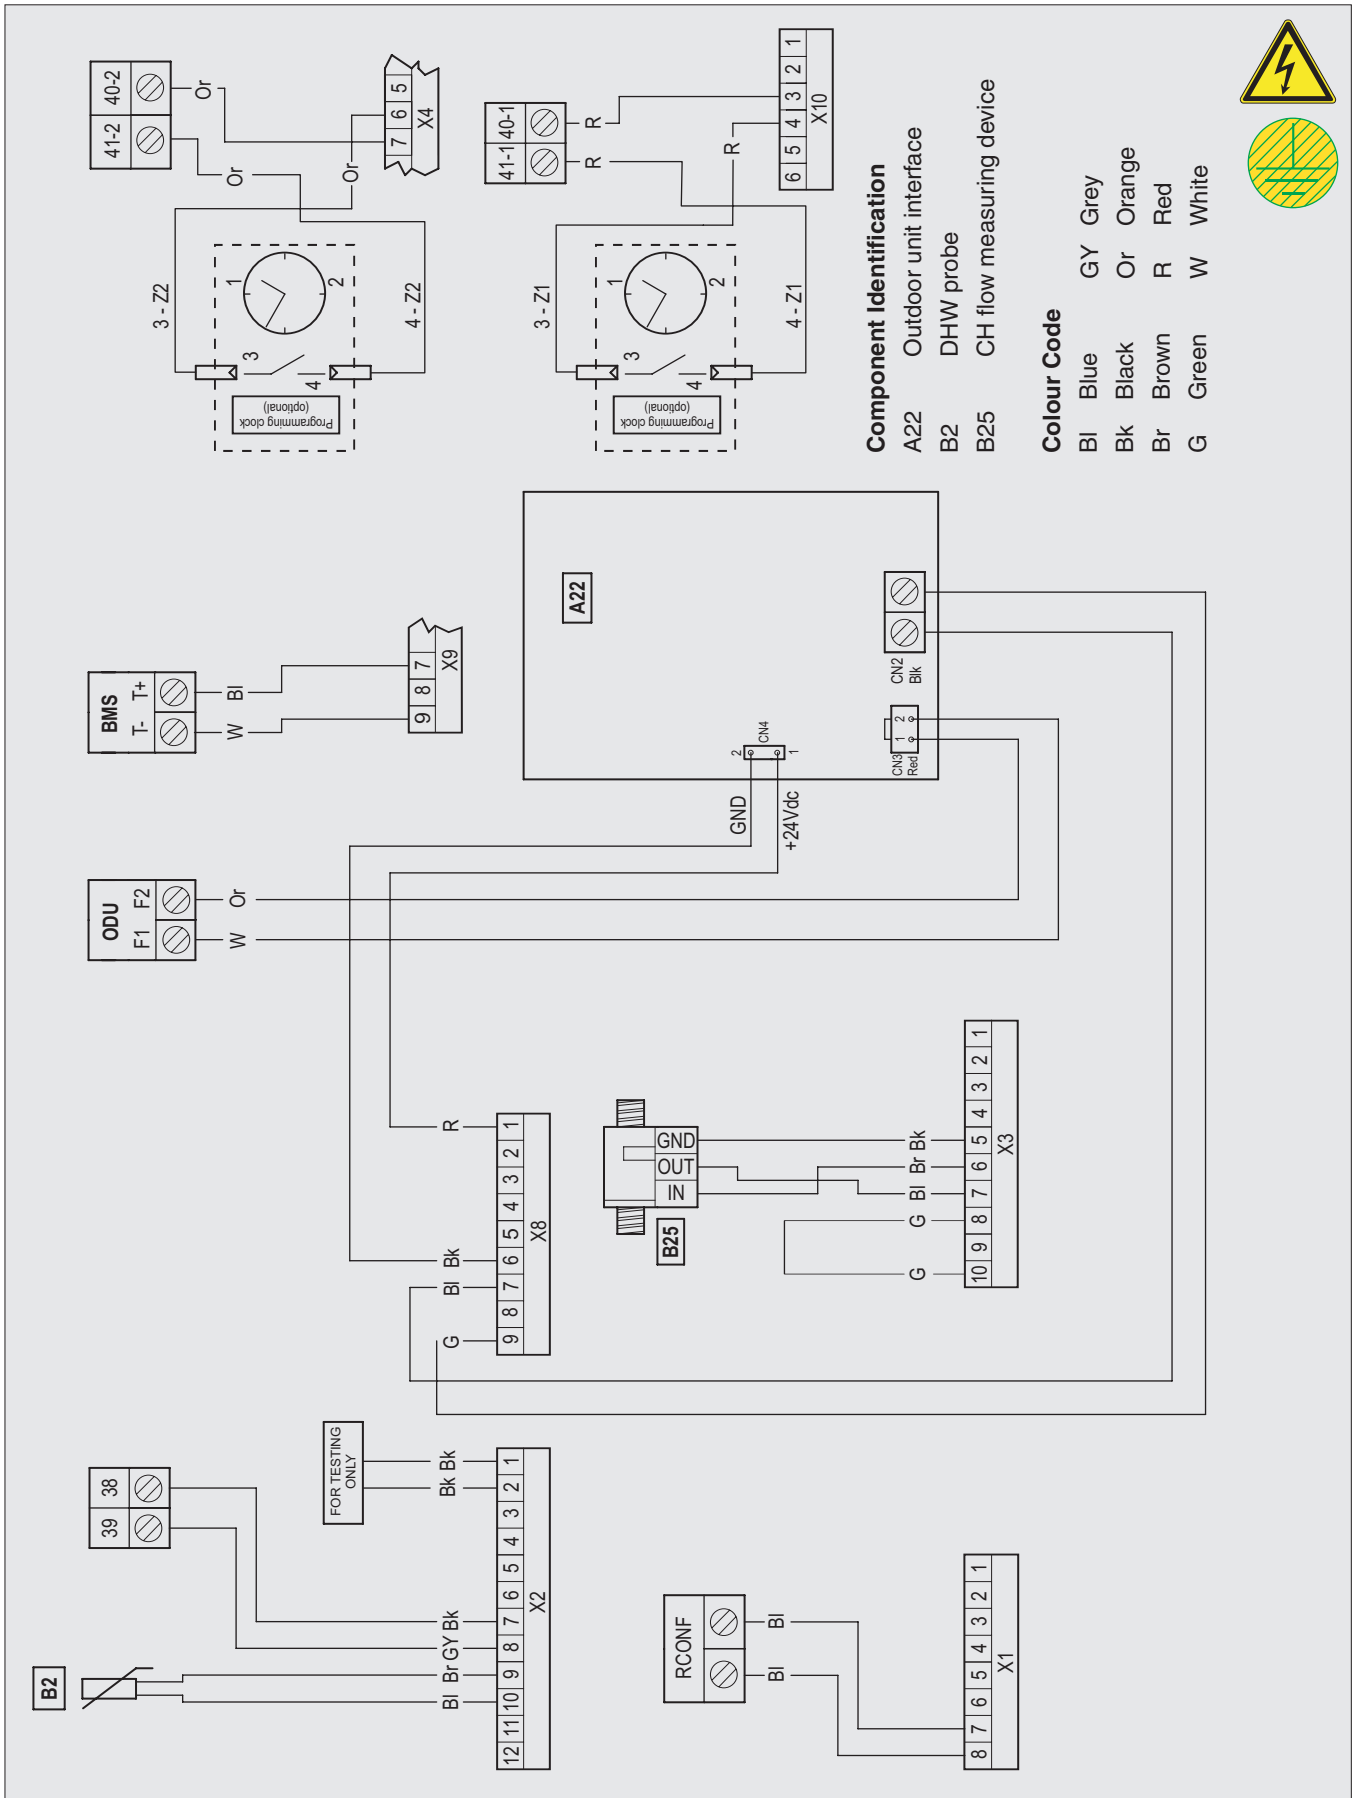 B2
39 38
Bl Br GY Bk
12 11 10 9 8 7 6 5 4 3 2 1
X2
FOR TESTING
ONLY
Bk Bk
RCONF
Bl Bl
8 7 6 5 4 3 2 1
X1
ODU
F1 F2
W Or
G Bl Bk R
9 8 7 6 5 4 3 2 1
X8
B25
IN
OUT
GND
G G Bl Br Bk
10 9 8 7 6 5 4 3 2 1
X3
BMS
T- T+
W Bl
9 8 7
X9
A22
GND
+24Vdc
2 1
CN4
CN3
Red
1 2
CN2
Blk
41-2 40-2
Or
Or
Or
7 6 5
X4
3 - Z2
4 - Z2
Programming clock
(optional)
3
4
1
2
41-1 40-1
R R
R
6 5 4 3 2 1
X10
3 - Z1
4 - Z1
Programming clock
(optional)
3
4
1
2
Component Identification
A22 Outdoor unit interface
B2 DHW probe
B25 CH flow measuring device
Colour Code
Bl Blue GY Grey
Bk Black Or Orange
Br Brown R Red
G Green W White